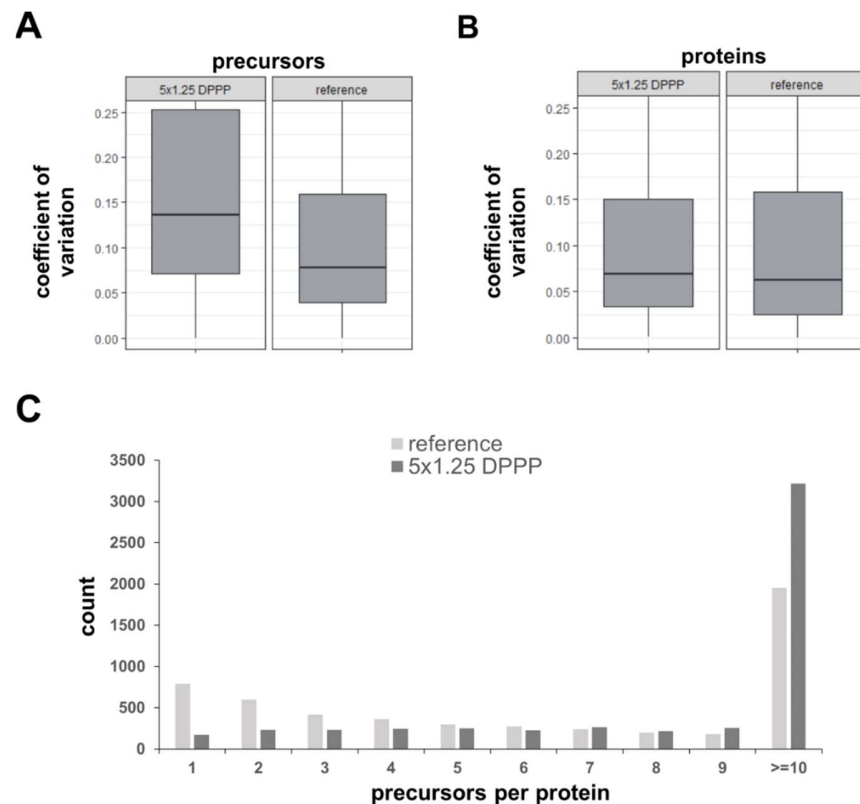 A
precursors
5x1.25 DPPP
reference
0.25
0.20
0.15
0.10
0.05
0.00
coefficient of
variation
B
proteins
5x1.25 DPPP
reference
0.25
0.20
0.15
0.10
0.05
0.00
coefficient of
variation
C
reference
5x1.25 DPPP
3500
3000
2500
2000
1500
1000
500
0
count
1 2 3 4 5 6 7 8 9 >=10
precursors per protein